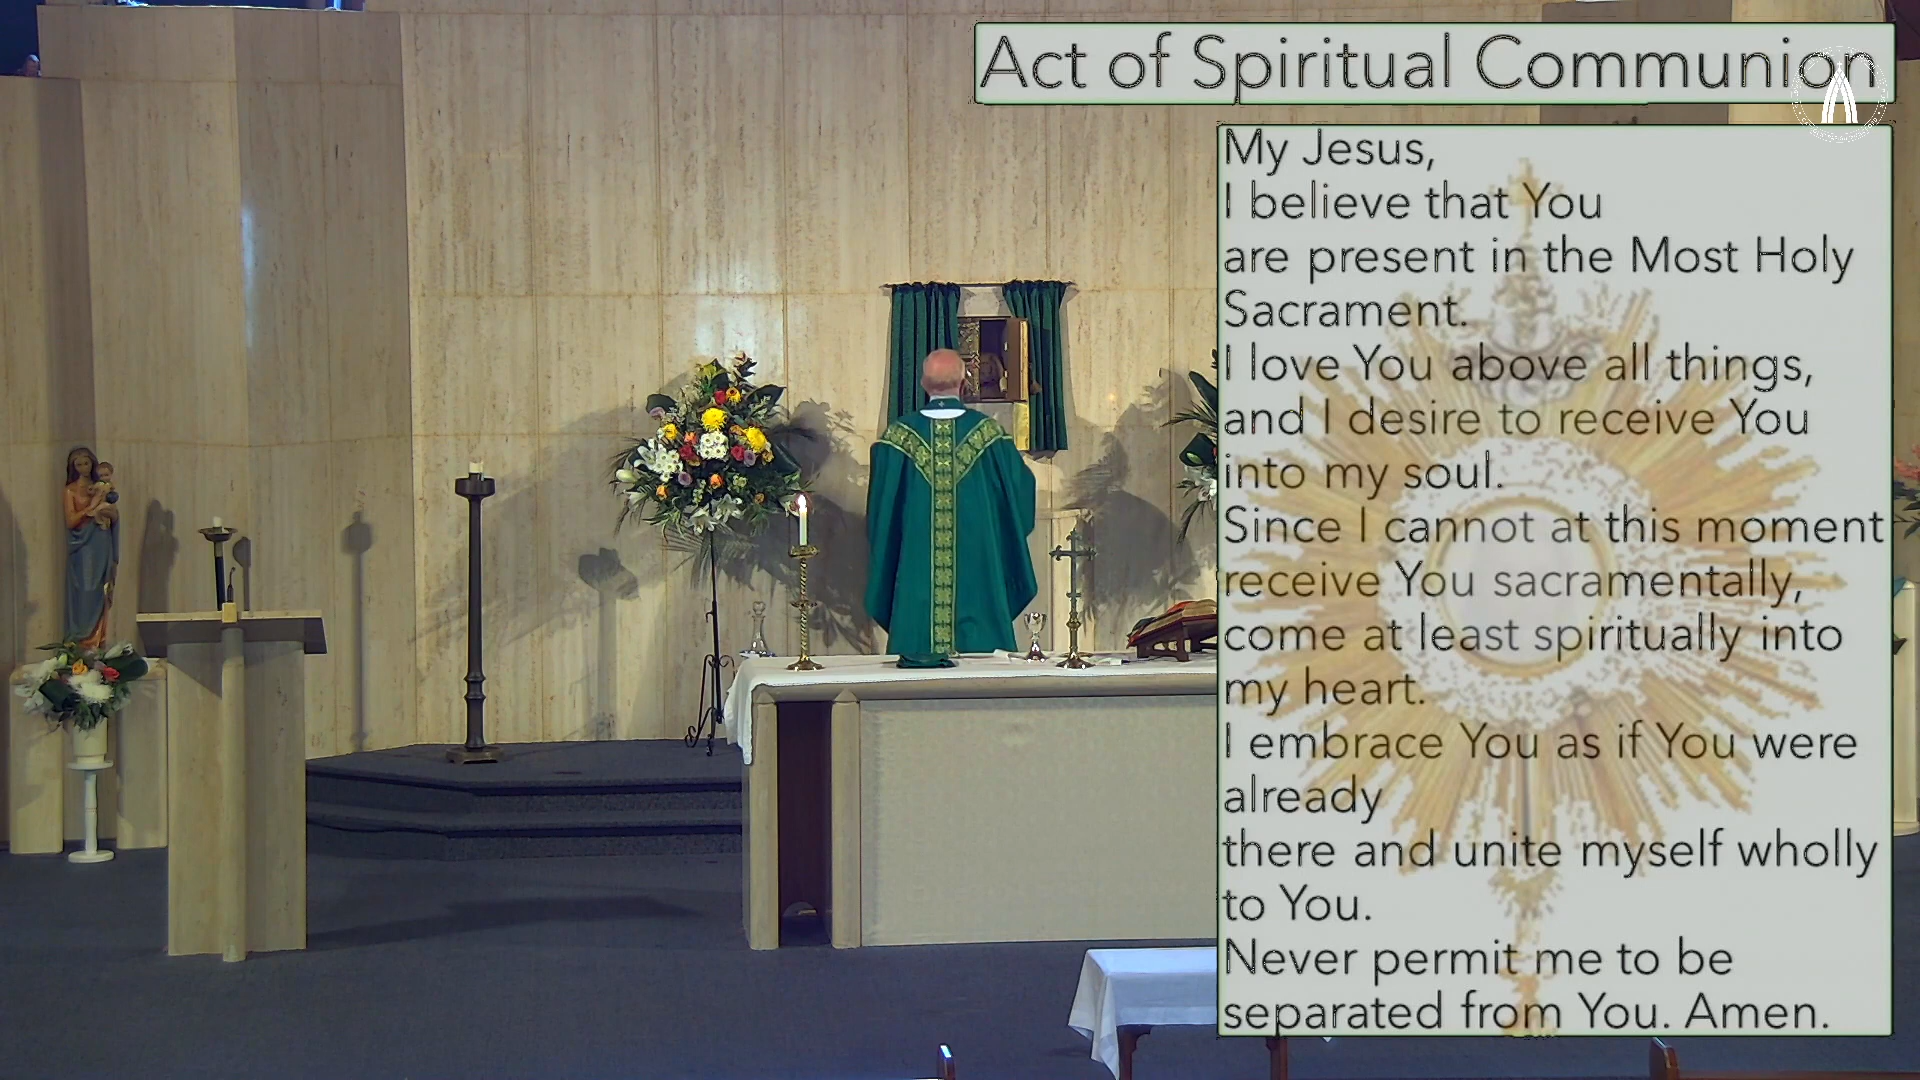 Act of Spiritual Communion
My Jesus,
I believe that You
are present in the Most Holy
Sacrament.
I love You above all things,
and I desire to receive You
into my soul.
Since I cannot at this moment
receive You sacramentally,
come at least spiritually into
my heart.
I embrace You as if You were
already
there and unite myself wholly
to You.
Never permit me to be
separated from You. Amen.